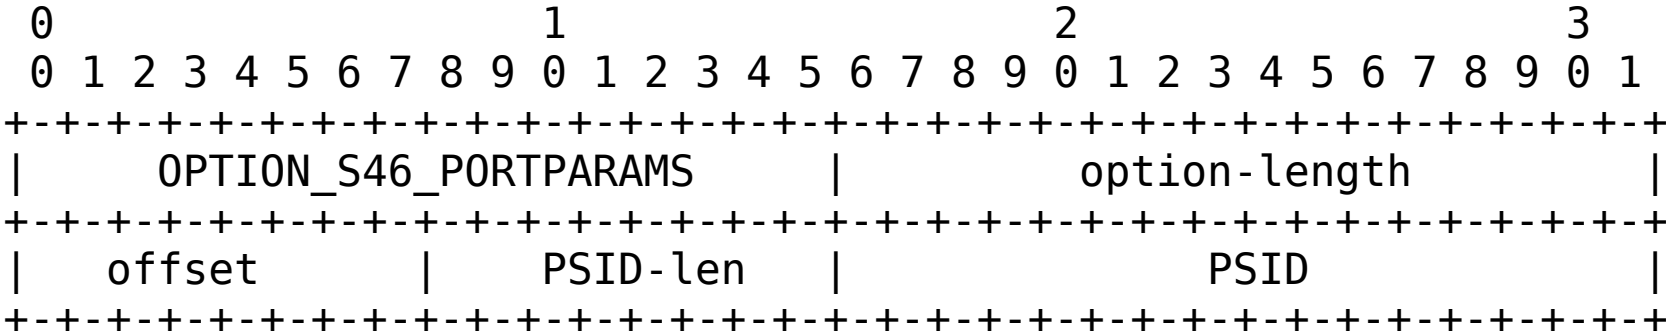 0                   1                   2                   3
 0 1 2 3 4 5 6 7 8 9 0 1 2 3 4 5 6 7 8 9 0 1 2 3 4 5 6 7 8 9 0 1
+-+-+-+-+-+-+-+-+-+-+-+-+-+-+-+-+-+-+-+-+-+-+-+-+-+-+-+-+-+-+-+-+
|     OPTION_S46_PORTPARAMS     |         option-length         |
+-+-+-+-+-+-+-+-+-+-+-+-+-+-+-+-+-+-+-+-+-+-+-+-+-+-+-+-+-+-+-+-+
|   offset      |    PSID-len   |              PSID             |
+-+-+-+-+-+-+-+-+-+-+-+-+-+-+-+-+-+-+-+-+-+-+-+-+-+-+-+-+-+-+-+-+